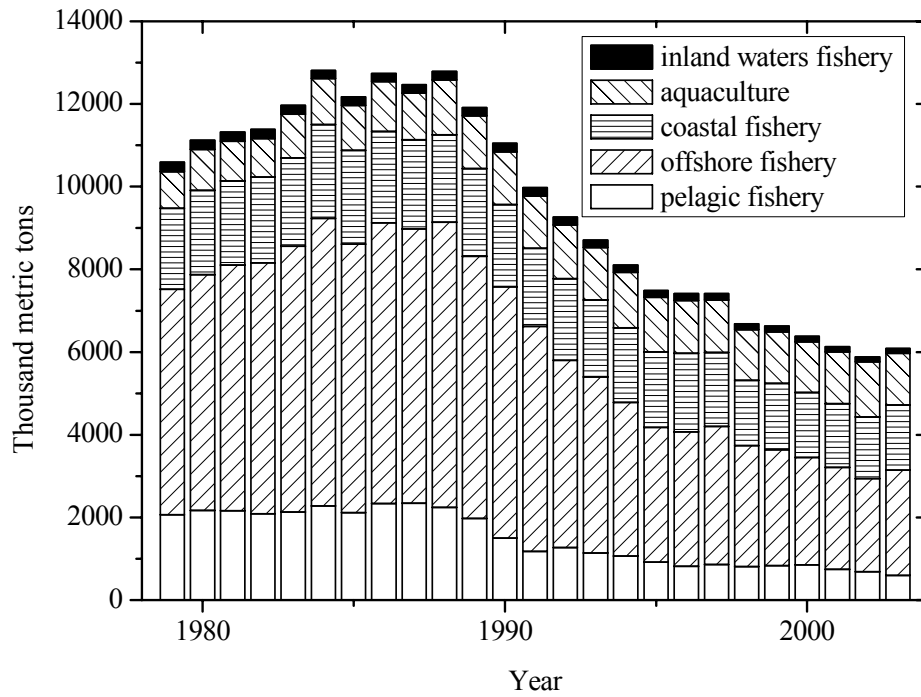 14000
12000
10000
8000
6000
4000
2000
0
Thousand metric tons
inland waters fishery
aquaculture
coastal fishery
offshore fishery
pelagic fishery
1980
1990
2000
Year